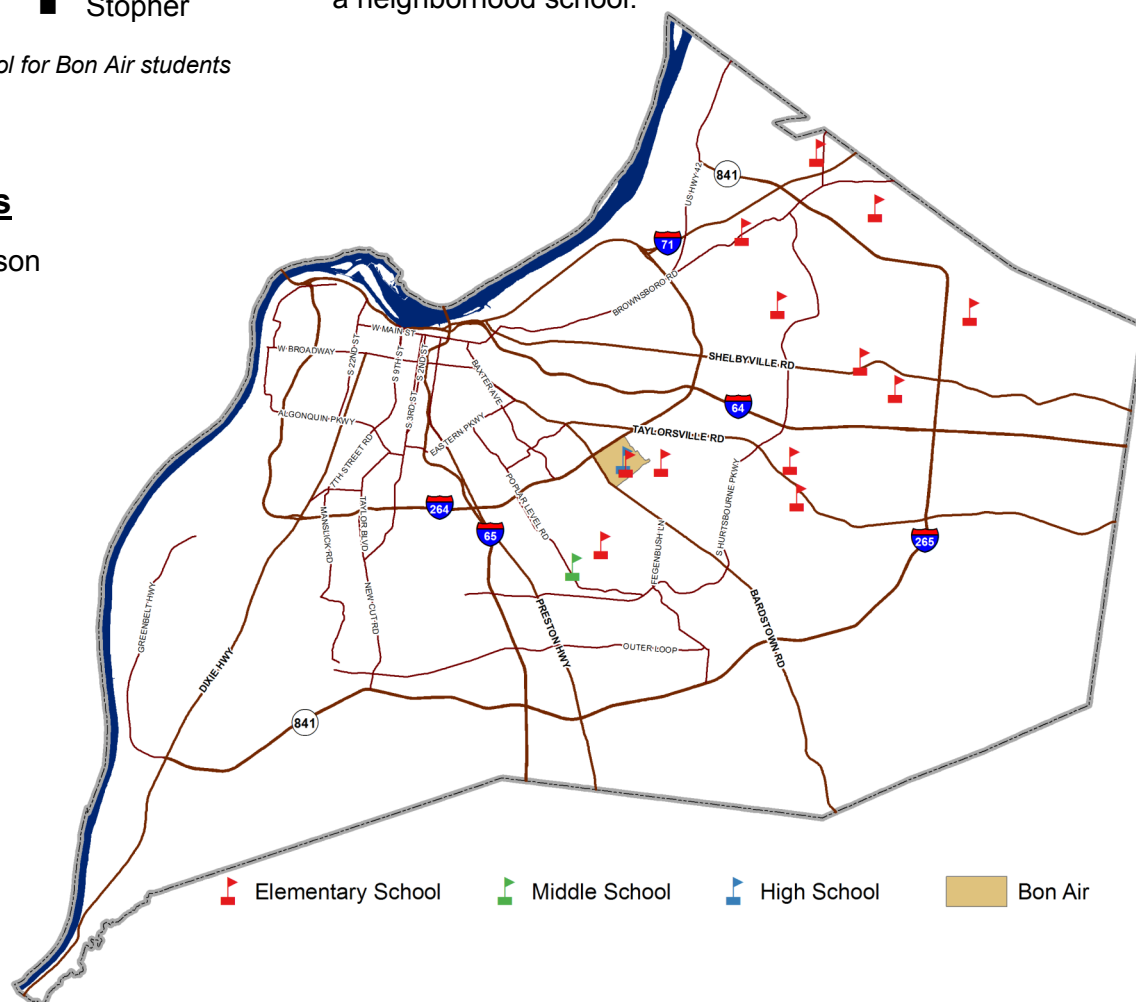 ■ Stopher
a neighborhood school.
ol for Bon Air students
s
son
US HWY 42
841
71
BROWNSBORO RD
W MAIN ST
W BROADWAY
S 22ND ST
S 9TH ST
S 2ND ST
BAXTER AVE
SHELBYVILLE RD
64
ALGONQUIN PKWY
S 3RD ST
EASTERN PKWY
TAYLORSVILLE RD
7TH STREET RD
POPLAR LEVEL RD
S HURTSBOURNE PKWY
MANSLICK RD
TAYLOR BLVD
264
65
FEGENBUSH LN
265
GREENBELT HWY
NEW CUT RD
PRESTON HWY
BARDSTOWN RD
DIXIE HWY
OUTER LOOP
841
Elementary School
Middle School
High School
Bon Air